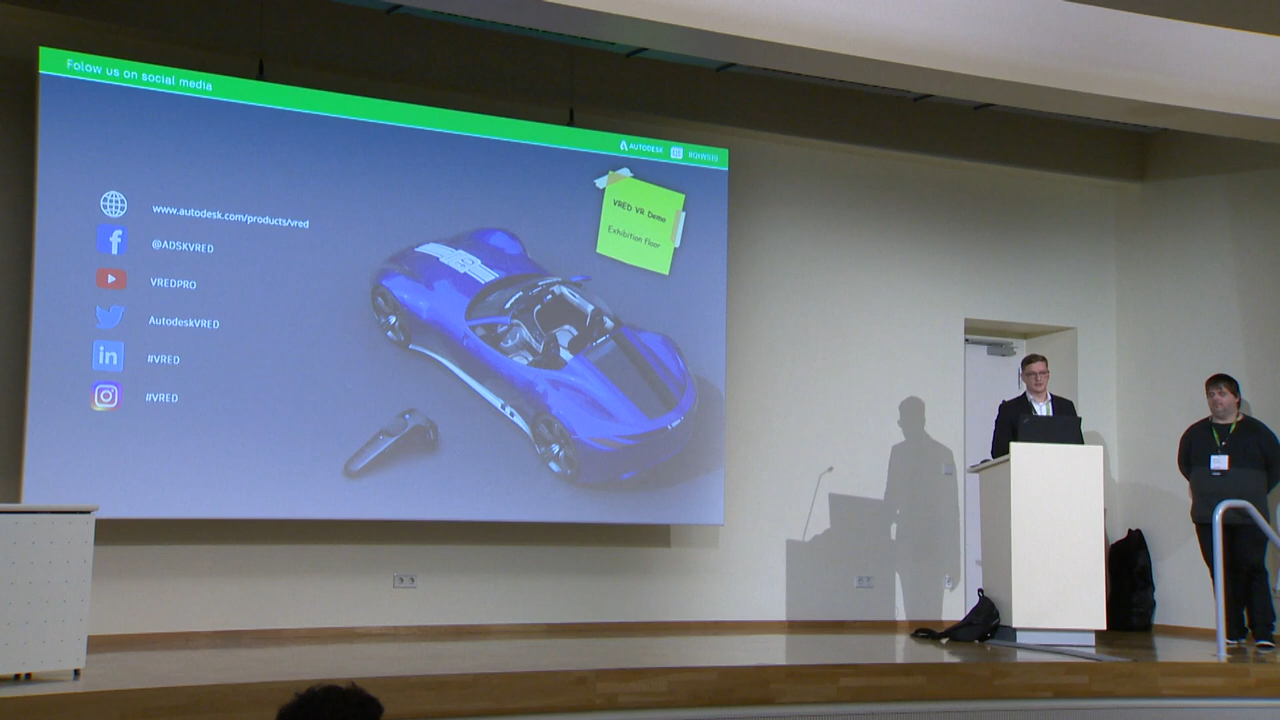 Folow us on social media
AUTODESK
#QtWS19
www.autodesk.com/products/vred
@ADSKVRED
VREDPRO
AutodeskVRED
#VRED
#VRED
VRED VR Demo
Exhibition floor